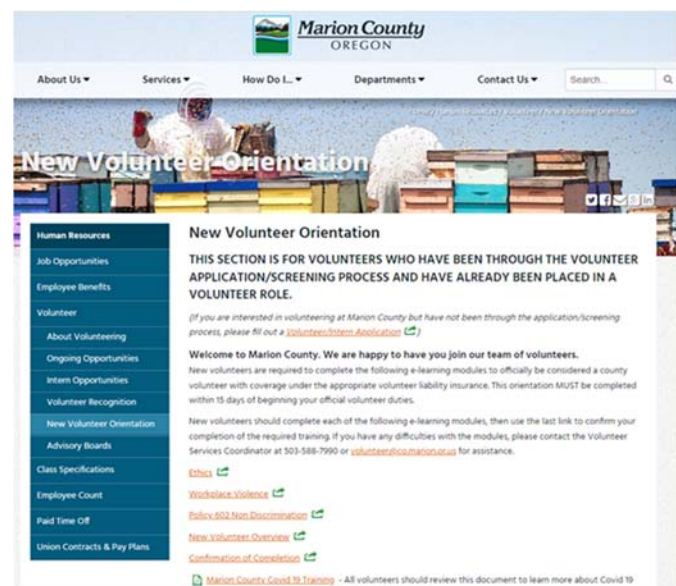 Marion County
OREGON
About Us
Services
How Do I...
Departments
Contact Us
Search...
Home / Human Resources / Volunteer / New Volunteer Orientation
New Volunteer Orientation
Human Resources
Job Opportunities
Employee Benefits
Volunteer
About Volunteering
Ongoing Opportunities
Intern Opportunities
Volunteer Recognition
New Volunteer Orientation
Advisory Boards
Class Specifications
Employee Count
Paid Time Off
Union Contracts & Pay Plans
New Volunteer Orientation
THIS SECTION IS FOR VOLUNTEERS WHO HAVE BEEN THROUGH THE VOLUNTEER
APPLICATION/SCREENING PROCESS AND HAVE ALREADY BEEN PLACED IN A
VOLUNTEER ROLE.
(If you are interested in volunteering at Marion County but have not been through the application/screening
process, please fill out a Volunteer/Intern Application )
Welcome to Marion County. We are happy to have you join our team of volunteers.
New volunteers are required to complete the following e-learning modules to officially be considered a county
volunteer with coverage under the appropriate volunteer liability insurance. This orientation MUST be completed
within 15 days of beginning your official volunteer duties.
New volunteers should complete each of the following e-learning modules, then use the last link to confirm your
completion of the required training. If you have any difficulties with the modules, please contact the Volunteer
Services Coordinator at 503-588-7990 or volunteer@co.marion.or.us for assistance.
Ethics
Workplace Violence
Policy 602 Non Discrimination
New Volunteer Overview
Confirmation of Completion
Marion County Covid 19 Training - All volunteers should review this document to learn more about Covid 19